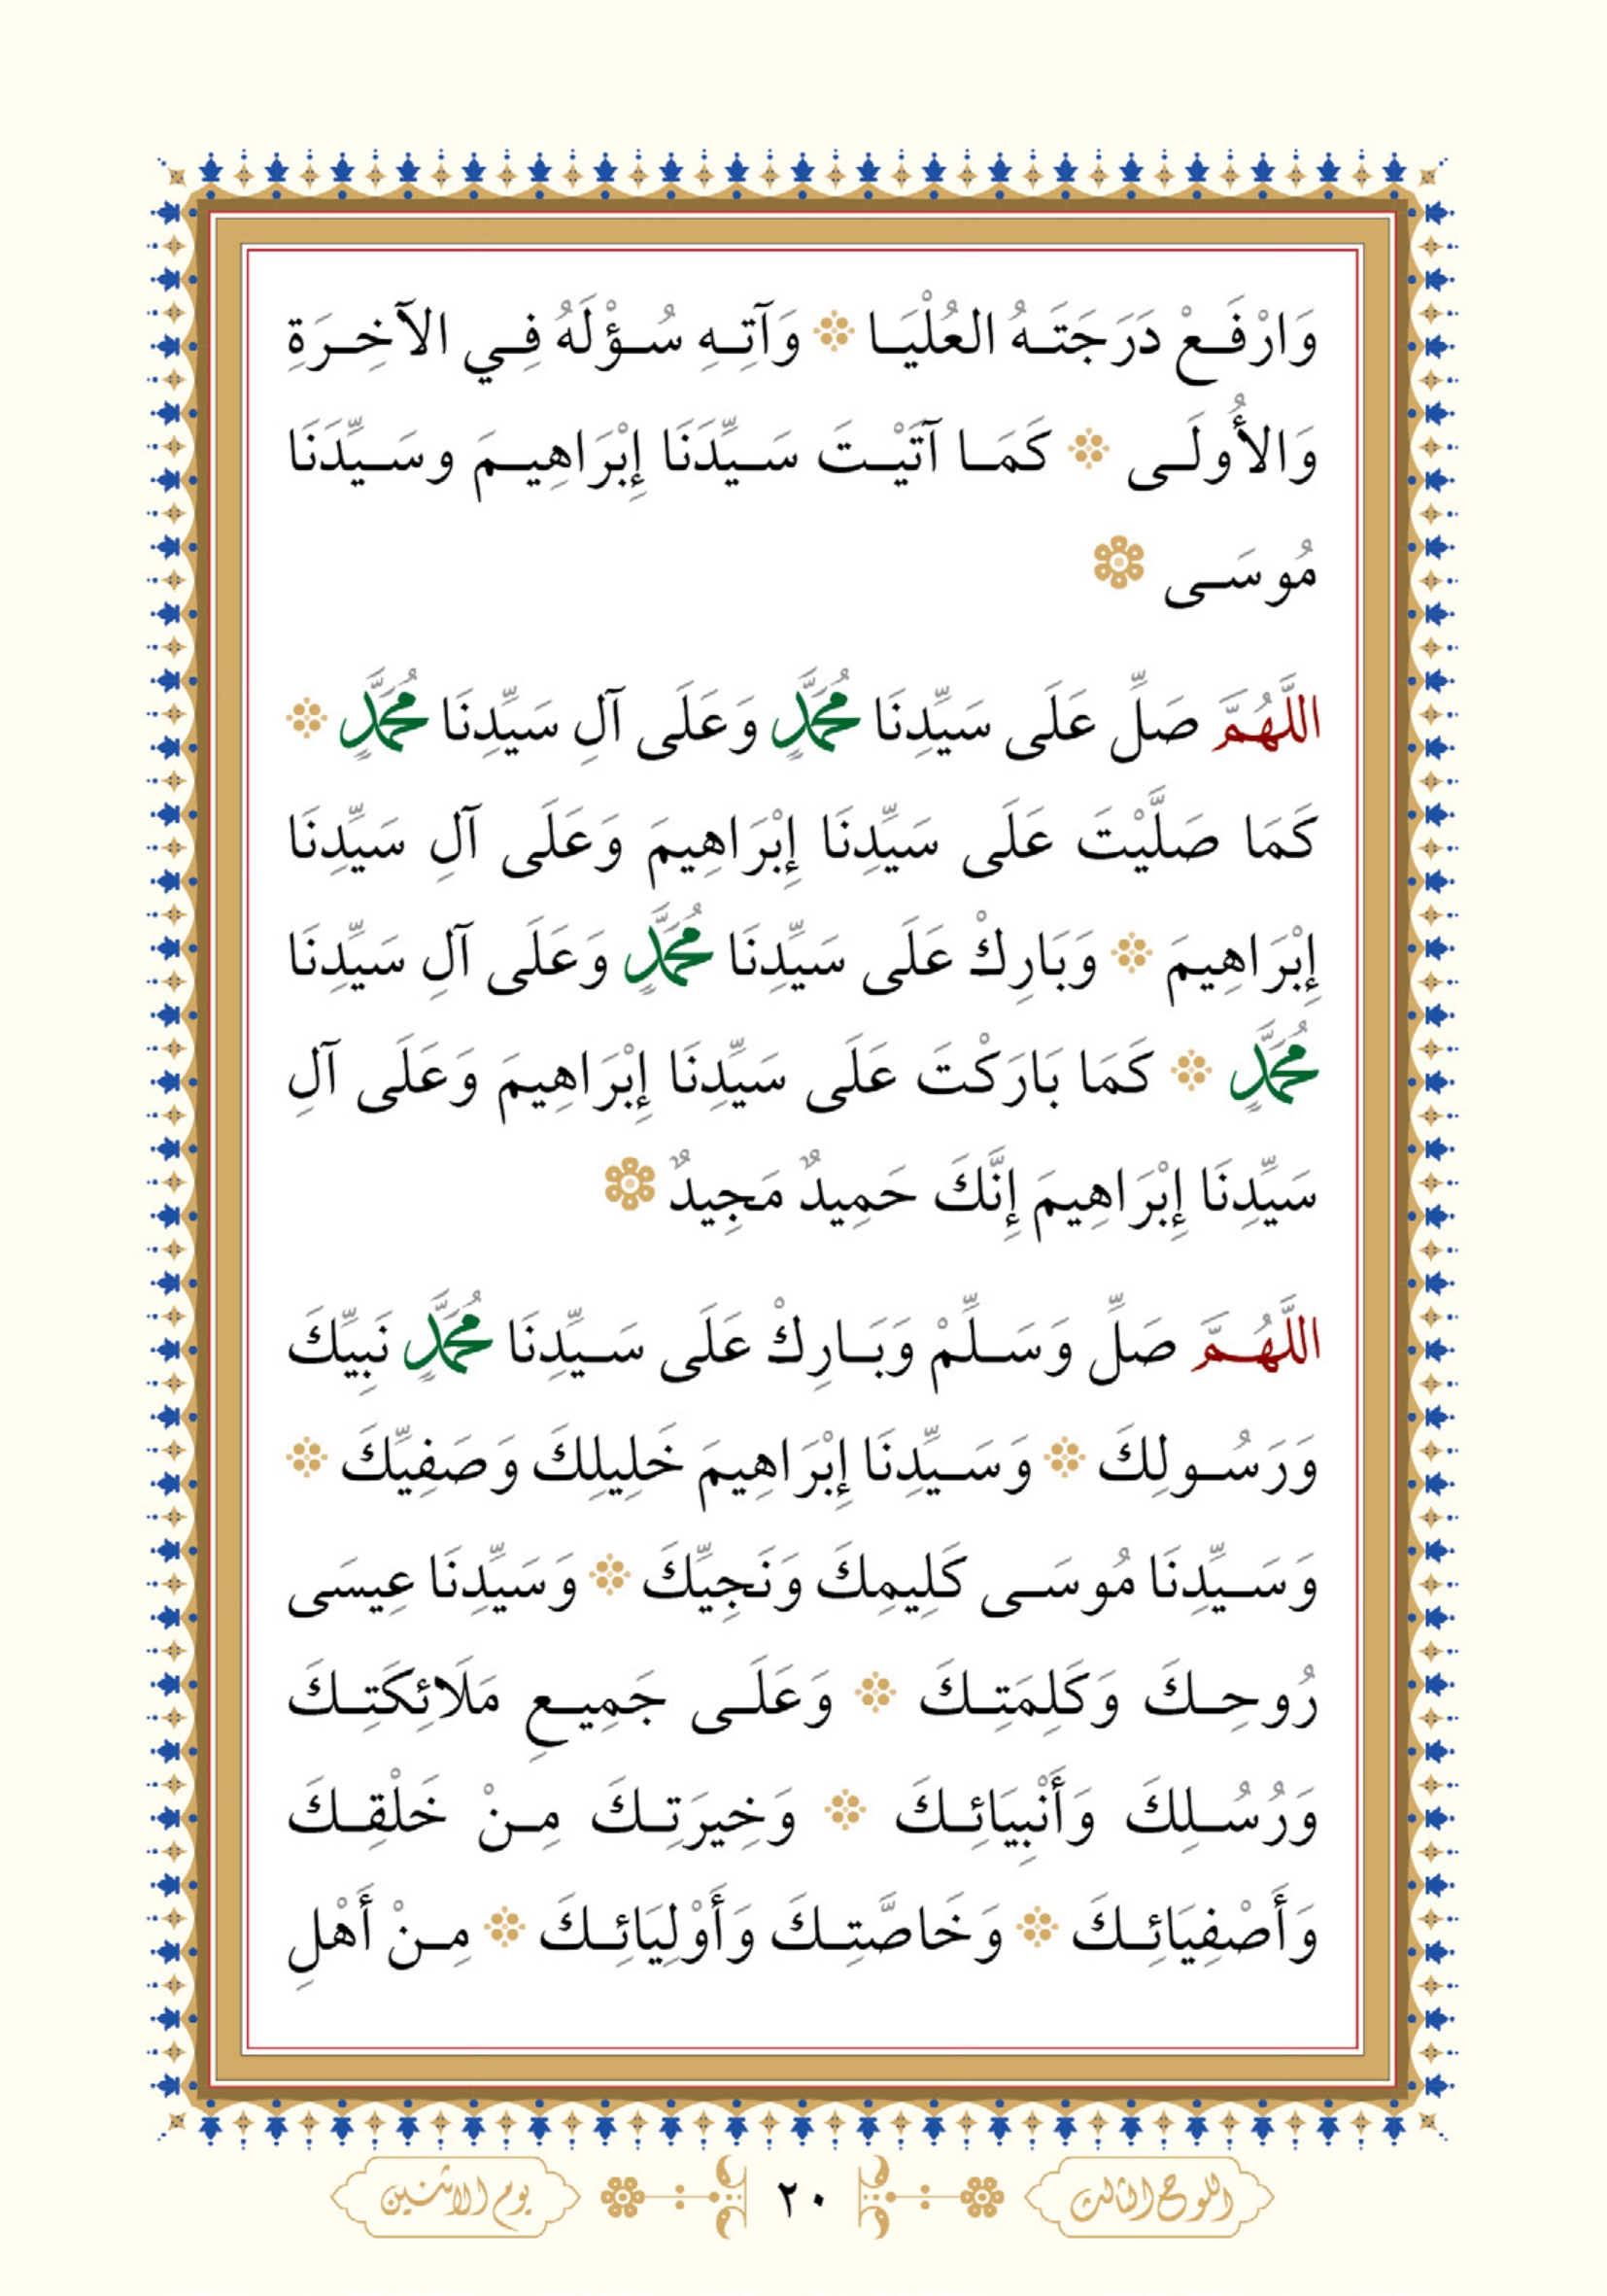 وَارْفَعْ دَرَجَتَهُ العُلْيَا وَآتِهِ سُؤْلَهُ فِي الآخِرَةِ
وَالأُولَى كَمَا آتَيْتَ سَيِّدَنَا إِبْرَاهِيمَ وسَيِّدَنَا
مُوسَى
اللَّهُمَّ صَلِّ عَلَى سَيِّدِنَا مُحَمَّدٍ وَعَلَى آلِ سَيِّدِنَا مُحَمَّدٍ
كَمَا صَلَّيْتَ عَلَى سَيِّدِنَا إِبْرَاهِيمَ وَعَلَى آلِ سَيِّدِنَا
إِبْرَاهِيمَ وَبَارِكْ عَلَى سَيِّدِنَا مُحَمَّدٍ وَعَلَى آلِ سَيِّدِنَا
مُحَمَّدٍ كَمَا بَارَكْتَ عَلَى سَيِّدِنَا إِبْرَاهِيمَ وَعَلَى آلِ
سَيِّدِنَا إِبْرَاهِيمَ إِنَّكَ حَمِيدٌ مَجِيدٌ
اللَّهُمَّ صَلِّ وَسَلِّمْ وَبَارِكْ عَلَى سَيِّدِنَا مُحَمَّدٍ نَبِيِّكَ
وَرَسُولِكَ وَسَيِّدِنَا إِبْرَاهِيمَ خَلِيلِكَ وَصَفِيِّكَ
وَسَيِّدِنَا مُوسَى كَلِيمِكَ وَنَجِيِّكَ وَسَيِّدِنَا عِيسَى
رُوحِكَ وَكَلِمَتِكَ وَعَلَى جَمِيعِ مَلَائِكَتِكَ
وَرُسُلِكَ وَأَنْبِيَائِكَ وَخِيرَتِكَ مِنْ خَلْقِكَ
وَأَصْفِيَائِكَ وَخَاصَّتِكَ وَأَوْلِيَائِكَ مِنْ أَهْلِ
اللوح الثالث ٢٠ يوم الاثنين